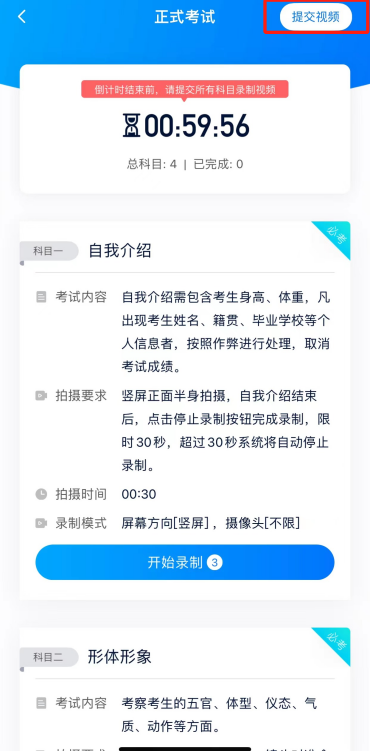 正式考试
提交视频
倒计时结束前，请提交所有科目录制视频
00:59:56
总科目: 4 | 已完成: 0
必考
科目一 自我介绍
考试内容 自我介绍需包含考生身高、体重，凡
出现考生姓名、籍贯、毕业学校等个
人信息者，按照作弊进行处理，取消
考试成绩。
拍摄要求 竖屏正面半身拍摄，自我介绍结束
后，点击停止录制按钮完成录制，限
时30秒，超过30秒系统将自动停止
录制。
拍摄时间 00:30
录制模式 屏幕方向[竖屏]，摄像头[不限]
开始录制 3
必考
科目二 形体形象
考试内容 考察考生的五官、体型、仪态、气
质、动作等方面。